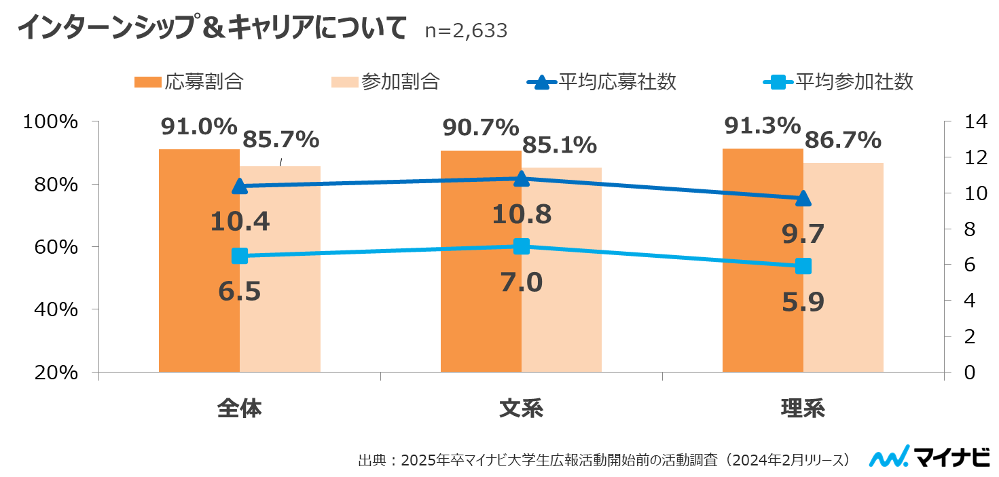 インターンシップ＆キャリアについて n=2,633
応募割合 参加割合 平均応募社数 平均参加社数
100% 91.0% 85.7% 90.7% 85.1% 91.3% 86.7% 14
12
80% 10
10.4 10.8 9.7
60% 8
6.5 7.0 5.9 6
40% 4
2
20% 0
全体 文系 理系
出典：2025年卒マイナビ大学生広報活動開始前の活動調査（2024年2月リリース） マイナビ